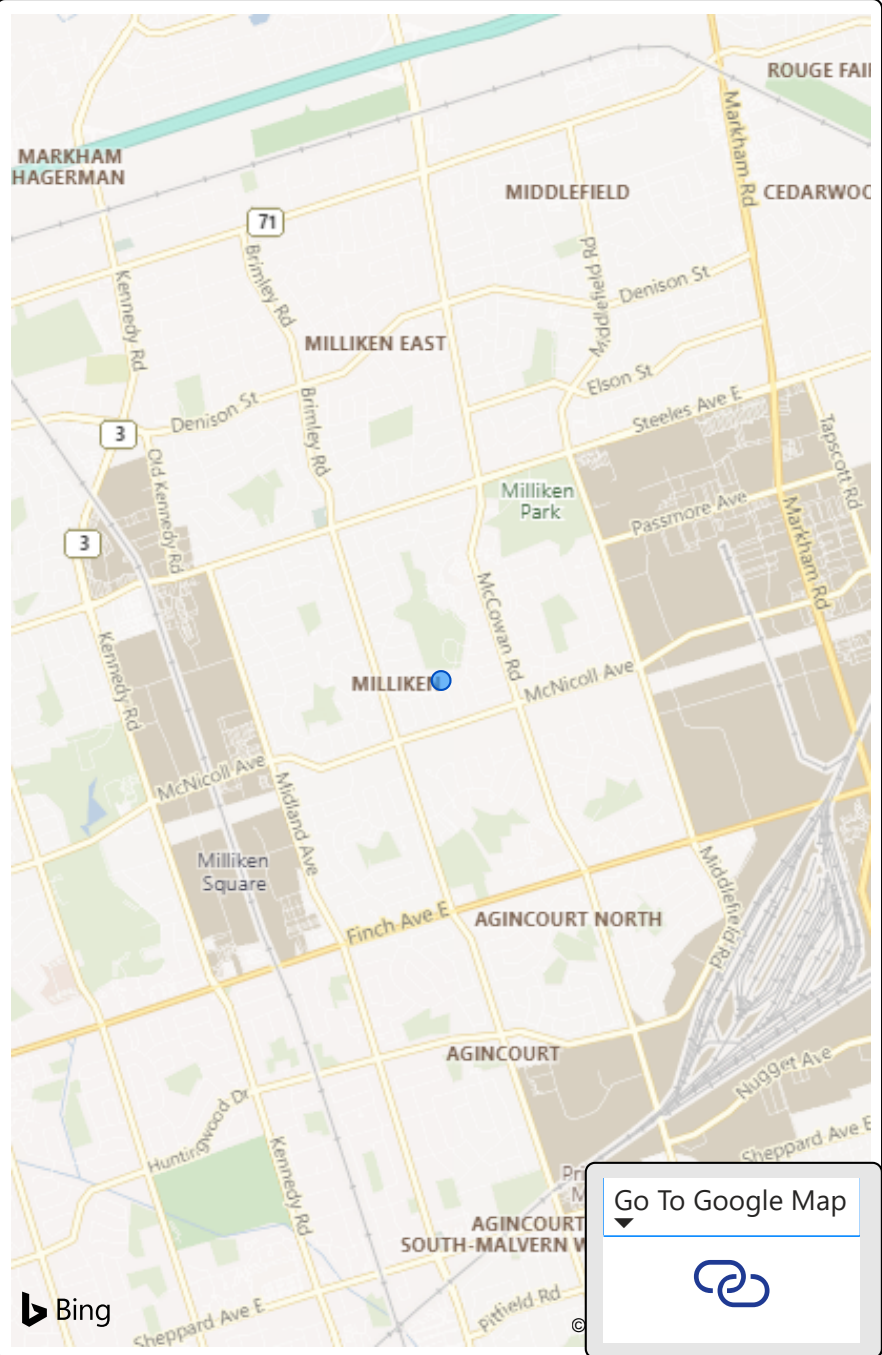 ROUGE FAI
Markham Rd
MARKHAM
HAGERMAN
MIDDLEFIELD
CEDARWOO
71
Brimley Rd
Middlefield Rd
Kennedy Rd
Denison St
MILLIKEN EAST
Elson St
Denison St
Brimley Rd
Steeles Ave E
3
Old Kennedy Rd
Tapscott Rd
Milliken
Park
Passmore Ave
Markham Rd
3
McCowan Rd
Kennedy Rd
MILLIKEN
McNicoll Ave
McNicoll Ave
Midland Ave
Milliken
Square
Middlefield Rd
Finch Ave E
AGINCOURT NORTH
AGINCOURT
Nugget Ave
Huntingwood Dr
Kennedy Rd
Sheppard Ave E
Pri
M
AGINCOURT
SOUTH-MALVERN W
Go To Google Map
Bing
Sheppard Ave E
Pitfield Rd
©